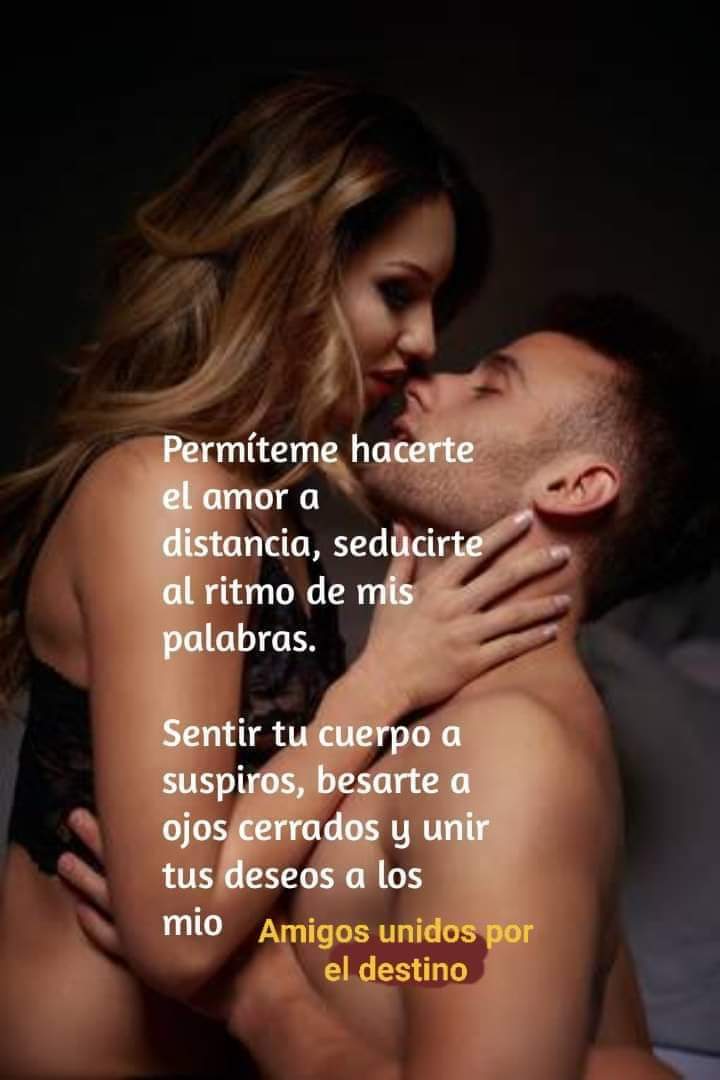 Permíteme hacerte
el amor a
distancia, seducirte
al ritmo de mis
palabras.
Sentir tu cuerpo a
suspiros, besarte a
ojos cerrados y unir
tus deseos a los
mio
Amigos unidos por
el destino